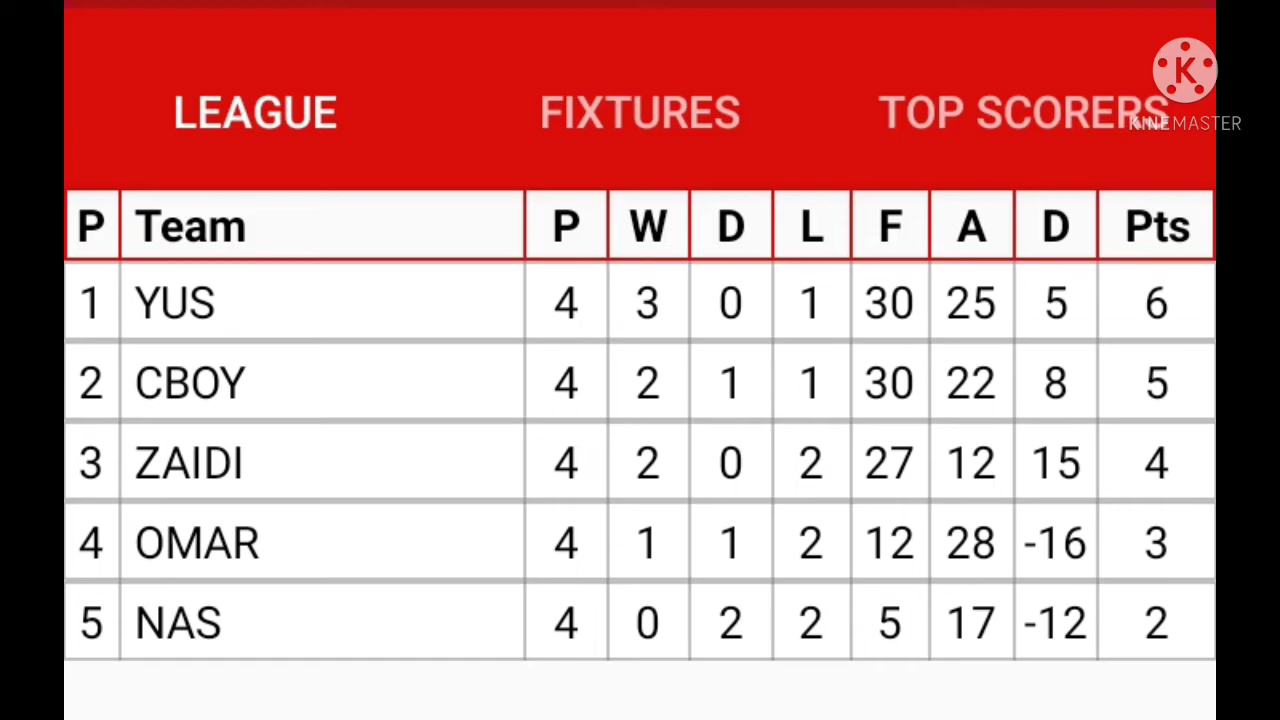 K
KINEMASTER
LEAGUE FIXTURES TOP SCORERS
P Team P W D L F A D Pts
1 YUS 4 3 0 1 30 25 5 6
2 CBOY 4 2 1 1 30 22 8 5
3 ZAIDI 4 2 0 2 27 12 15 4
4 OMAR 4 1 1 2 12 28 -16 3
5 NAS 4 0 2 2 5 17 -12 2